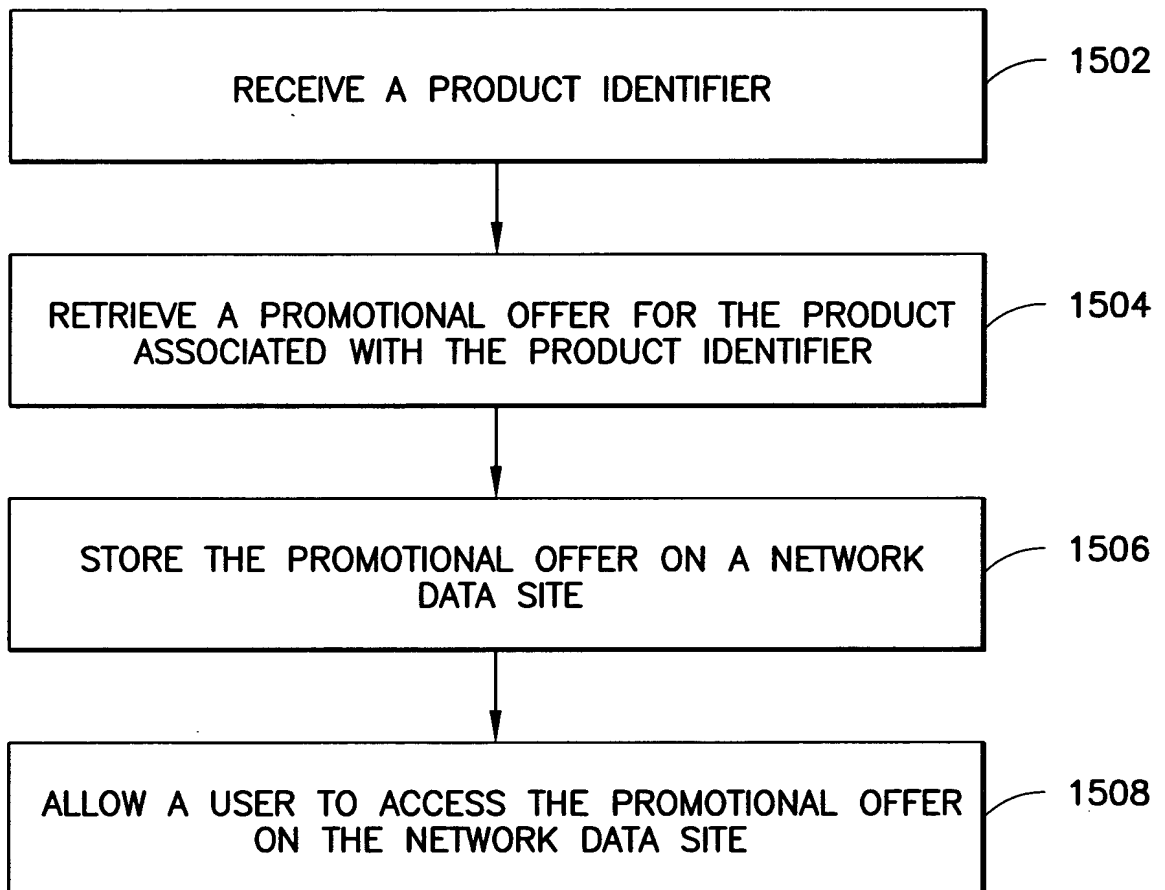 RECEIVE A PRODUCT IDENTIFIER
1502
RETRIEVE A PROMOTIONAL OFFER FOR THE PRODUCT
ASSOCIATED WITH THE PRODUCT IDENTIFIER
1504
STORE THE PROMOTIONAL OFFER ON A NETWORK
DATA SITE
1506
ALLOW A USER TO ACCESS THE PROMOTIONAL OFFER
ON THE NETWORK DATA SITE
1508